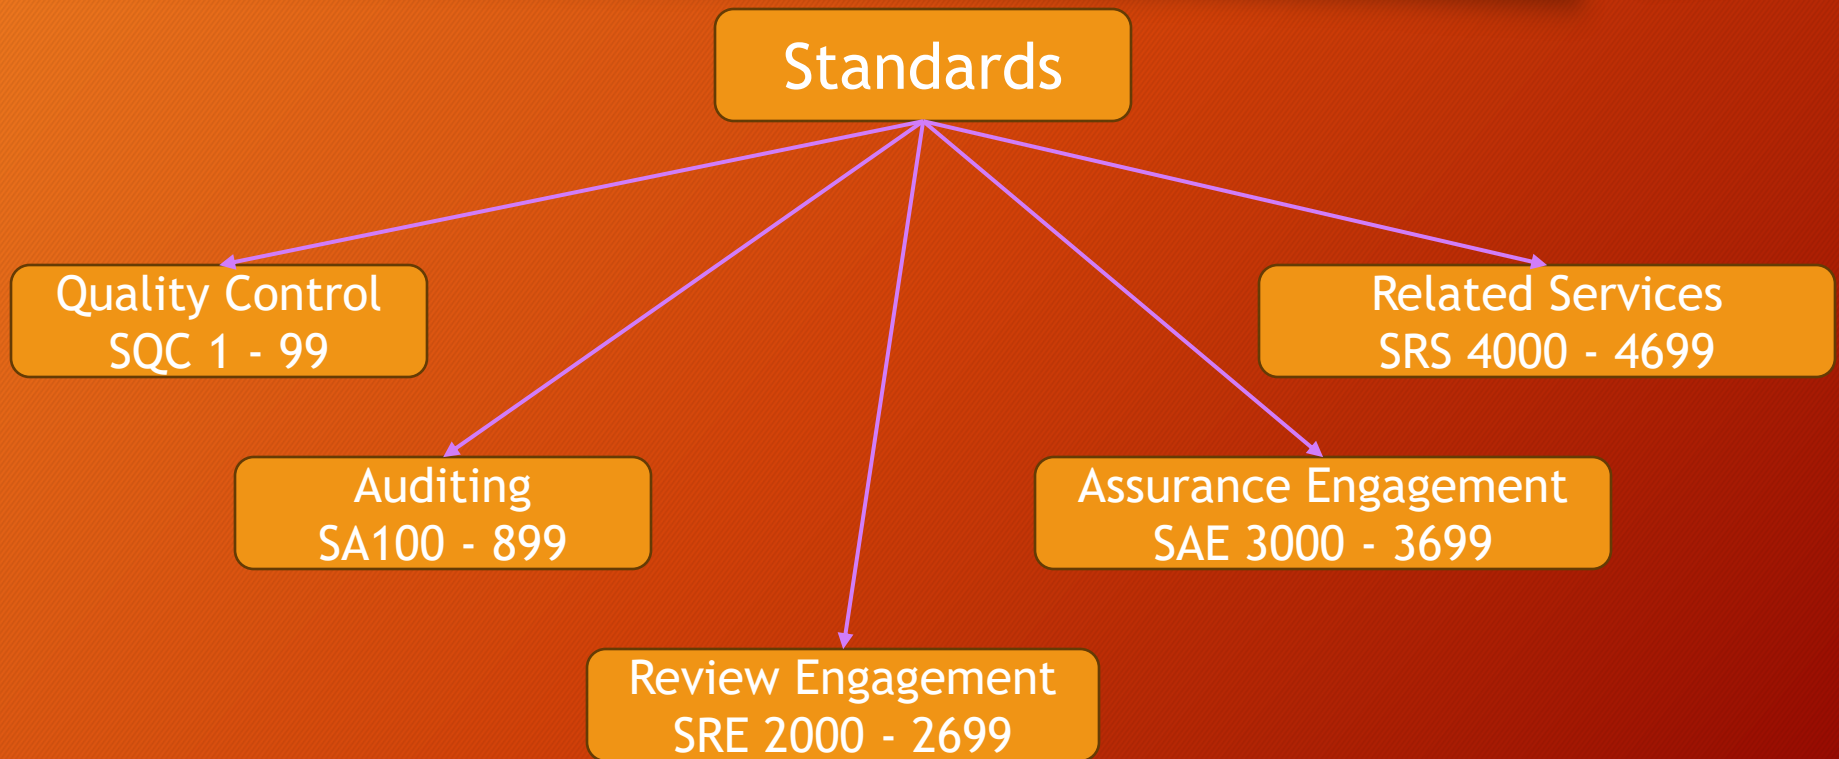 Standards
Quality Control
SQC 1 - 99
Related Services
SRS 4000 - 4699
Auditing
SA100 - 899
Assurance Engagement
SAE 3000 - 3699
Review Engagement
SRE 2000 - 2699